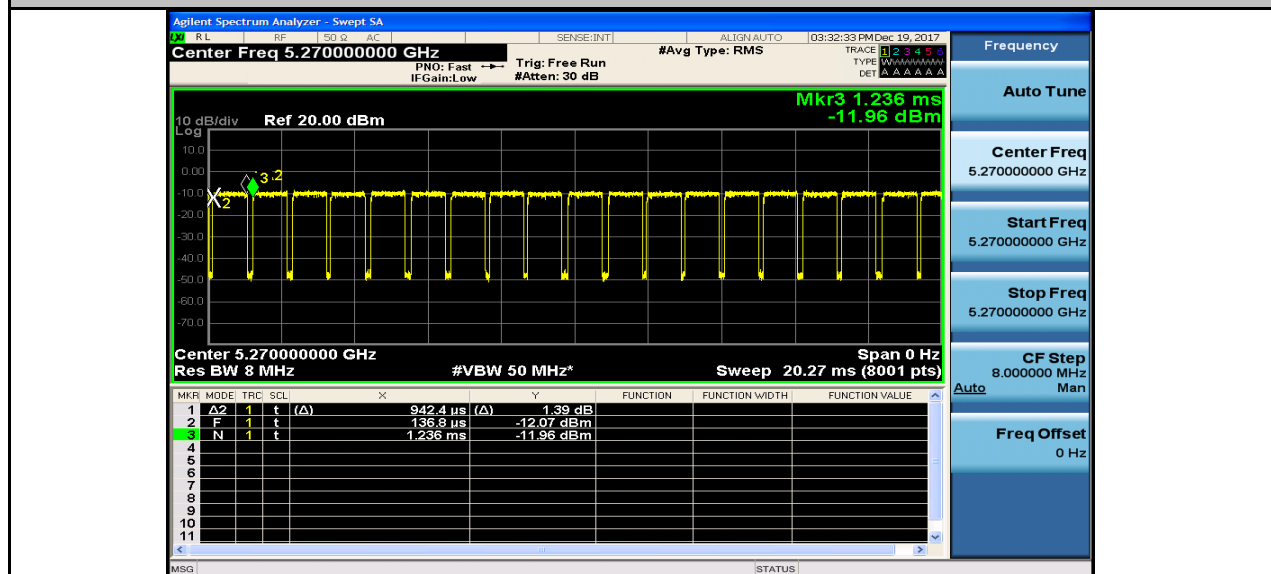 Agilent Spectrum Analyzer - Swept SA
LXI RL RF 50 Ω AC SENSE:INT ALIGN AUTO 03:32:33 PM Dec 19, 2017
Center Freq 5.270000000 GHz
PNO: Fast
IFGain:Low
Trig: Free Run
#Atten: 30 dB
#Avg Type: RMS
TRACE 1 2 3 4 5 6
TYPE WWWWWW
DET A A A A A A
Mkr3 1.236 ms
-11.96 dBm
10 dB/div
Log
Ref 20.00 dBm
10.0
0.00
-10.0
-20.0
-30.0
-40.0
-50.0
-60.0
-70.0
3
2
2
Center 5.270000000 GHz
Span 0 Hz
Res BW 8 MHz
#VBW 50 MHz*
Sweep 20.27 ms (8001 pts)
MKR MODE TRC SCL X Y FUNCTION FUNCTION WIDTH FUNCTION VALUE
1 Δ2 1 t (Δ) 942.4 µs (Δ) 1.39 dB
2 F 1 t 136.8 µs -12.07 dBm
3 N 1 t 1.236 ms -11.96 dBm
4
5
6
7
8
9
10
11
MSG
STATUS
Frequency
Auto Tune
Center Freq
5.270000000 GHz
Start Freq
5.270000000 GHz
Stop Freq
5.270000000 GHz
CF Step
8.000000 MHz
Auto Man
Freq Offset
0 Hz